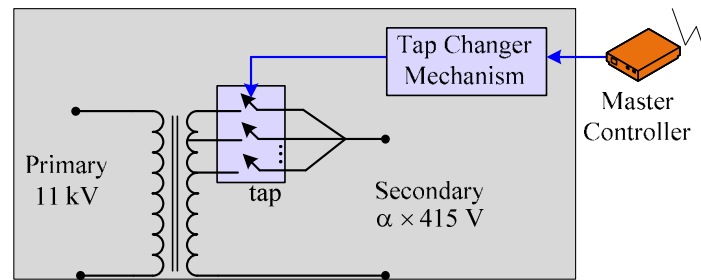 Tap Changer
Mechanism
Master
Controller
Primary
11 kV
tap
Secondary
α × 415 V